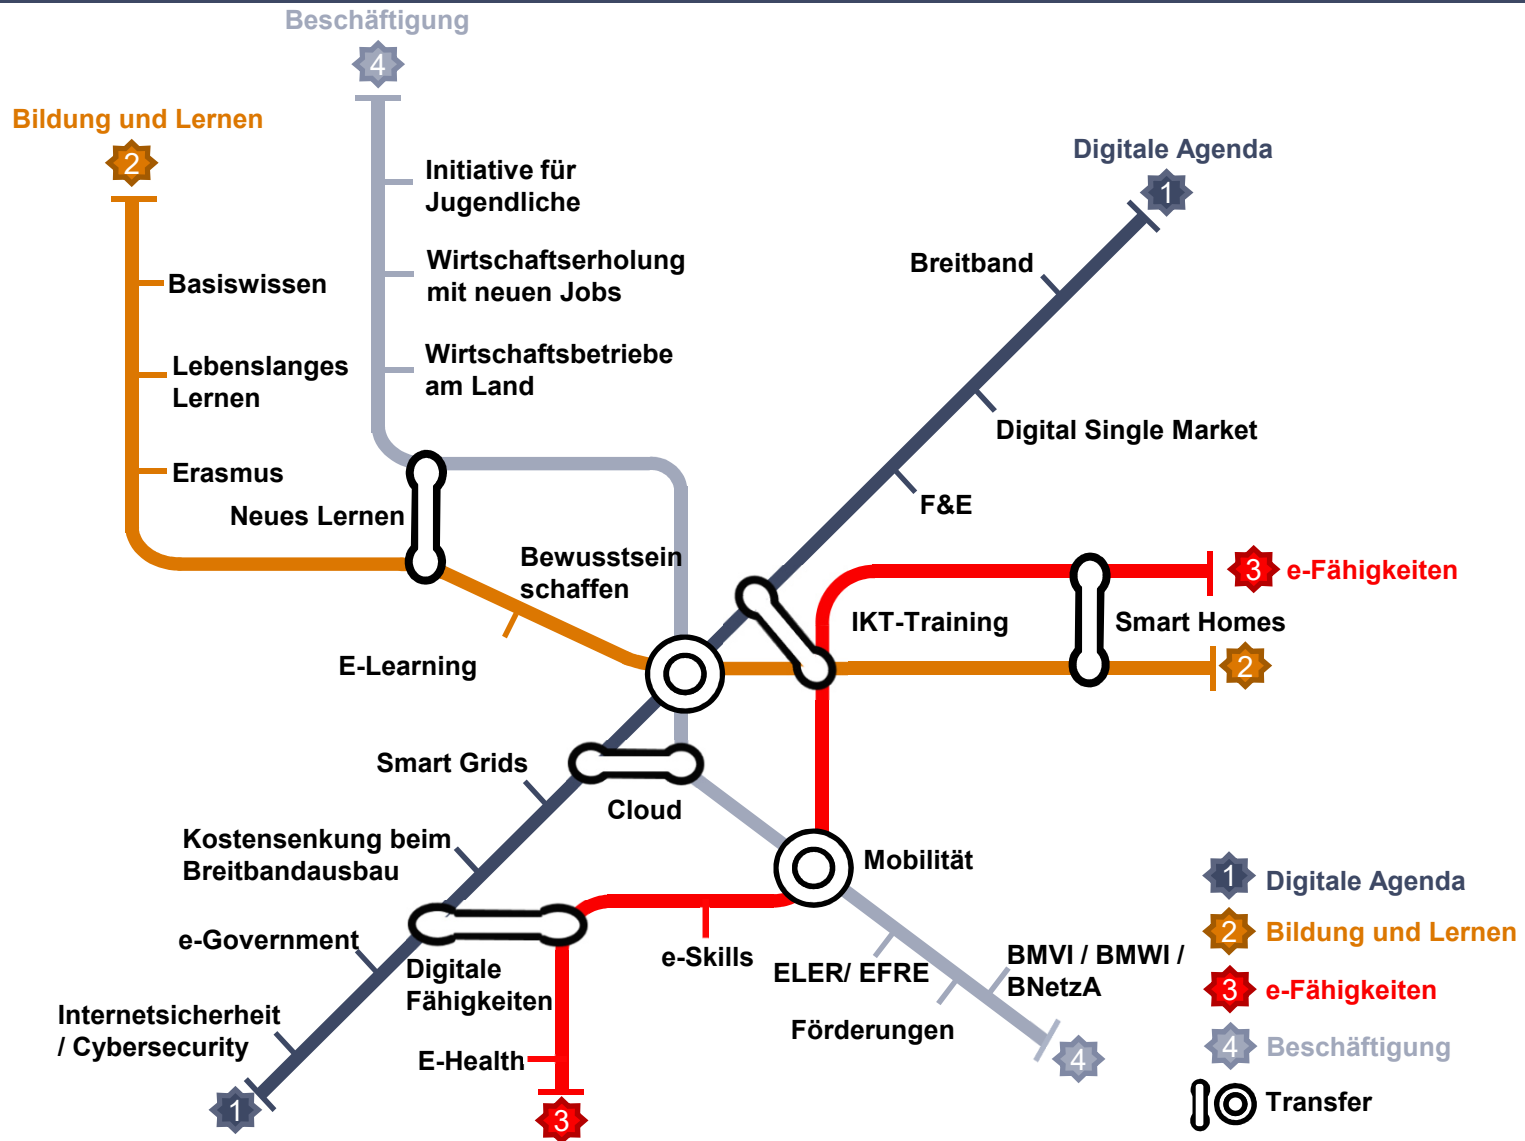 Beschäftigung
4
Bildung und Lernen
2
Digitale Agenda
1
Initiative für
Jugendliche
Wirtschaftserholung
mit neuen Jobs
Breitband
Basiswissen
Wirtschaftsbetriebe
am Land
Lebenslanges
Lernen
Digital Single Market
Erasmus
F&E
Neues Lernen
Bewusstsein
schaffen
3
e-Fähigkeiten
IKT-Training
Smart Homes
E-Learning
2
Smart Grids
Cloud
Kostensenkung beim
Breitbandausbau
Mobilität
e-Government
Digitale
Fähigkeiten
e-Skills
ELER/ EFRE
BMVI / BMWI /
BNetzA
Internetsicherheit
/ Cybersecurity
Förderungen
E-Health
4
1
3
1 Digitale Agenda
2 Bildung und Lernen
3 e-Fähigkeiten
4 Beschäftigung
Transfer